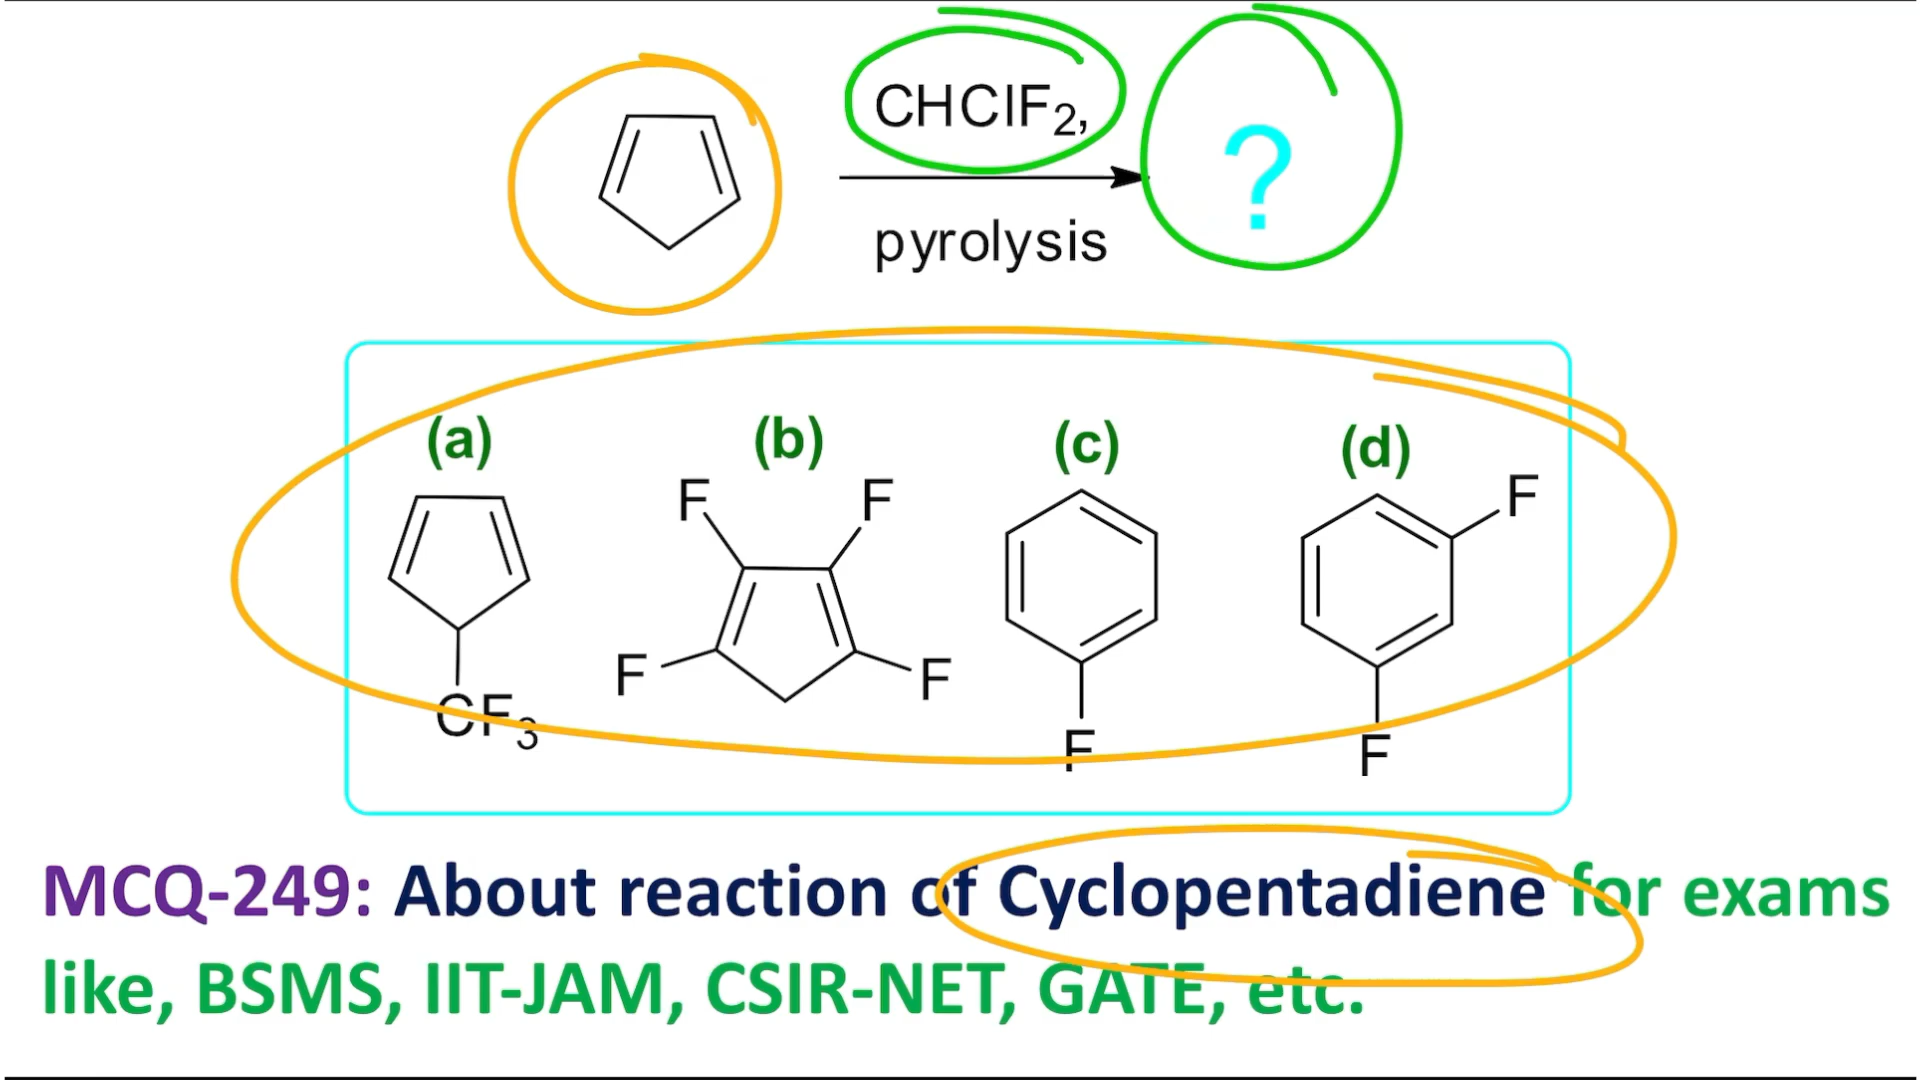 CHClF₂,
?
pyrolysis
(a) (b) (c) (d)
F F F
F F
CF₃ F F
MCQ-249: About reaction of Cyclopentadiene for exams
like, BSMS, IIT-JAM, CSIR-NET, GATE, etc.